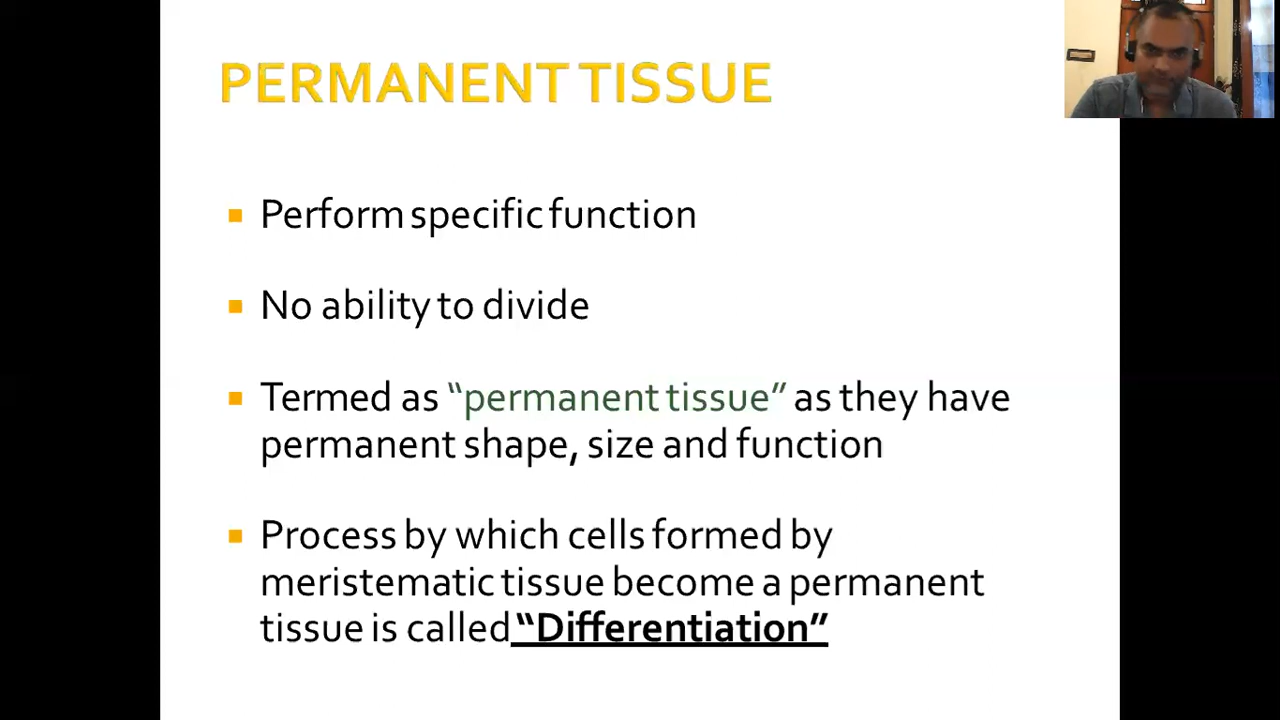 PERMANENT TISSUE
Perform specific function
No ability to divide
Termed as “permanent tissue” as they have
permanent shape, size and function
Process by which cells formed by
meristematic tissue become a permanent
tissue is called “Differentiation”